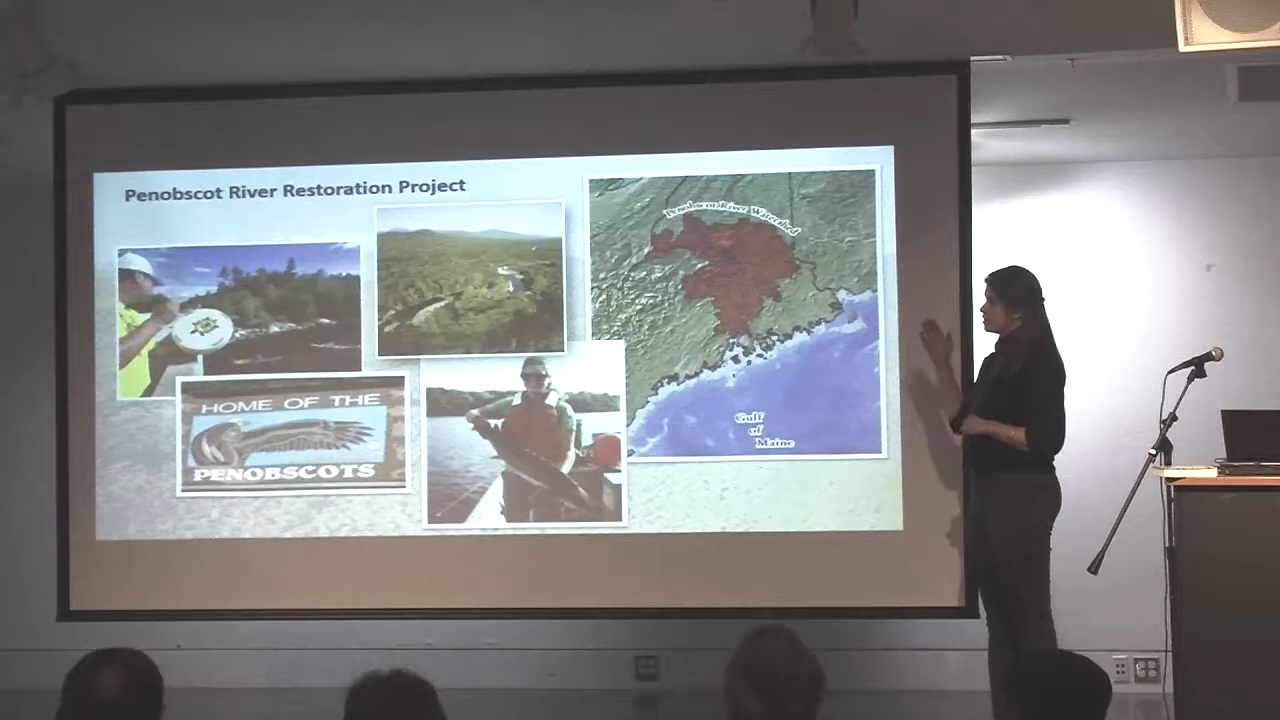 Penobscot River Restoration Project
Penobscot River Watershed
HOME OF THE
PENOBSCOTS
Gulf
of
Maine